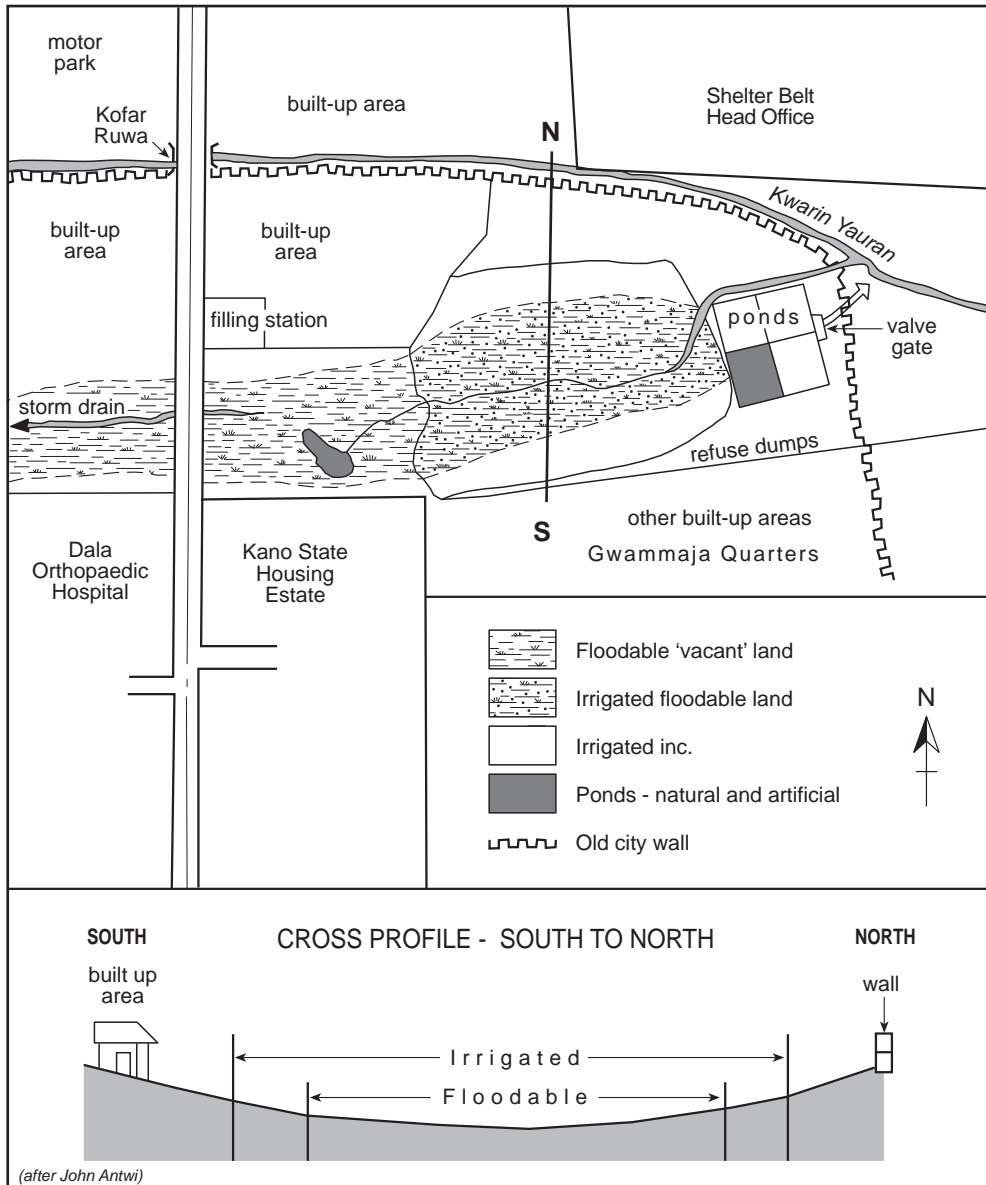 motor
park
Kofar
Ruwa
built-up area
Shelter Belt
Head Office
N
Kwarin Yauran
built-up
area
built-up
area
filling station
ponds
valve
gate
storm drain
refuse dumps
S
other built-up areas
Gwammaja Quarters
Dala
Orthopaedic
Hospital
Kano State
Housing
Estate
Floodable ‘vacant’ land
Irrigated floodable land
Irrigated inc.
Ponds - natural and artificial
Old city wall
N
SOUTH
CROSS PROFILE - SOUTH TO NORTH
NORTH
built up
area
wall
Irrigated
Floodable
(after John Antwi)